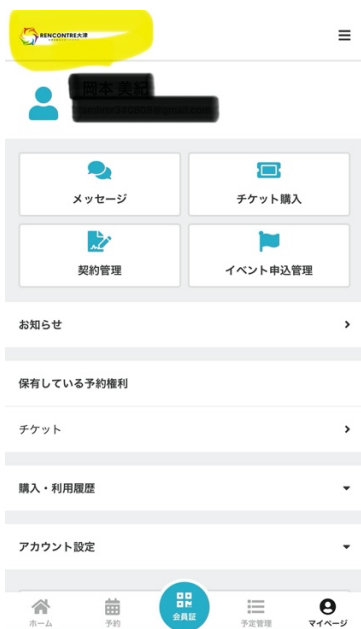 RENCONTRE大津
メッセージ
チケット購入
契約管理
イベント申込管理
お知らせ
保有している予約権利
チケット
購入・利用履歴
アカウント設定
ホーム
予約
会員証
予定管理
マイページ